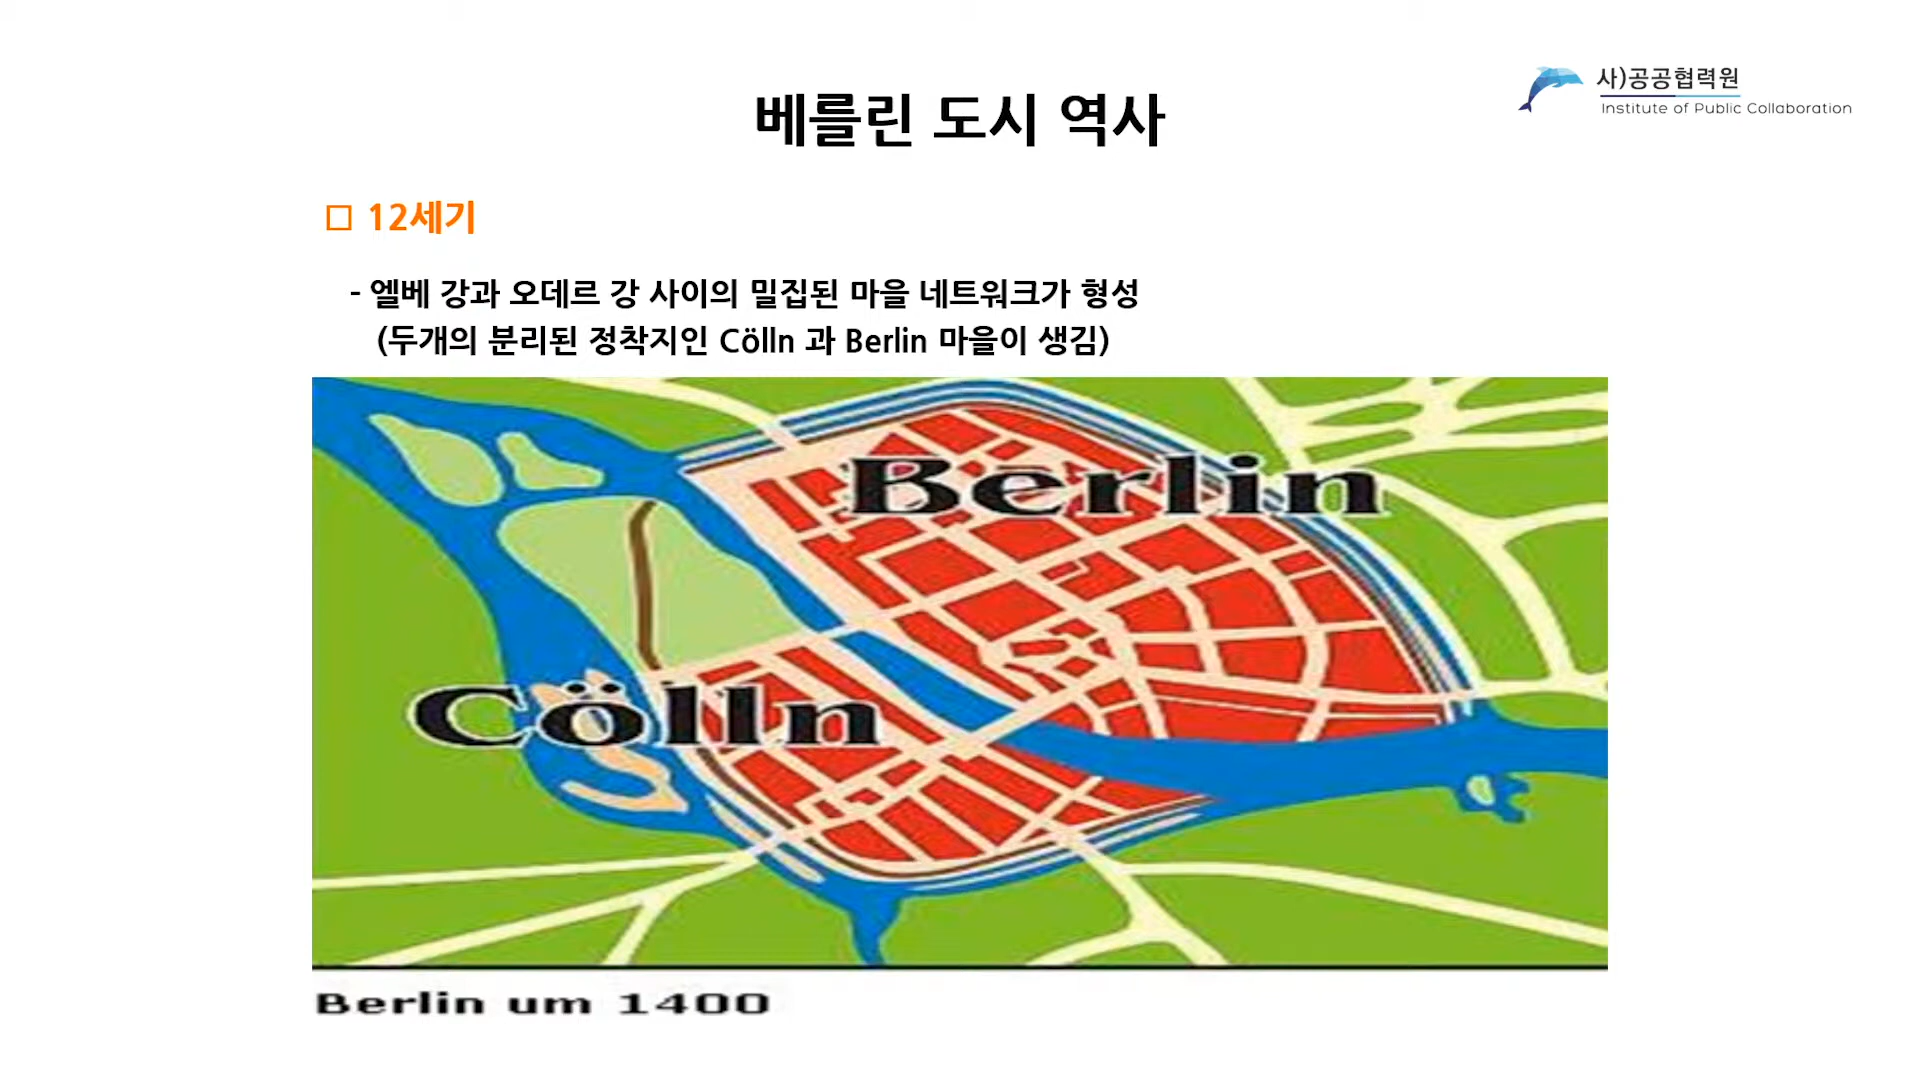 사)공공협력원
Institute of Public Collaboration
베를린 도시 역사
□ 12세기
- 엘베 강과 오데르 강 사이의 밀집된 마을 네트워크가 형성
(두개의 분리된 정착지인 Cölln 과 Berlin 마을이 생김)
Berlin
Cölln
Berlin um 1400